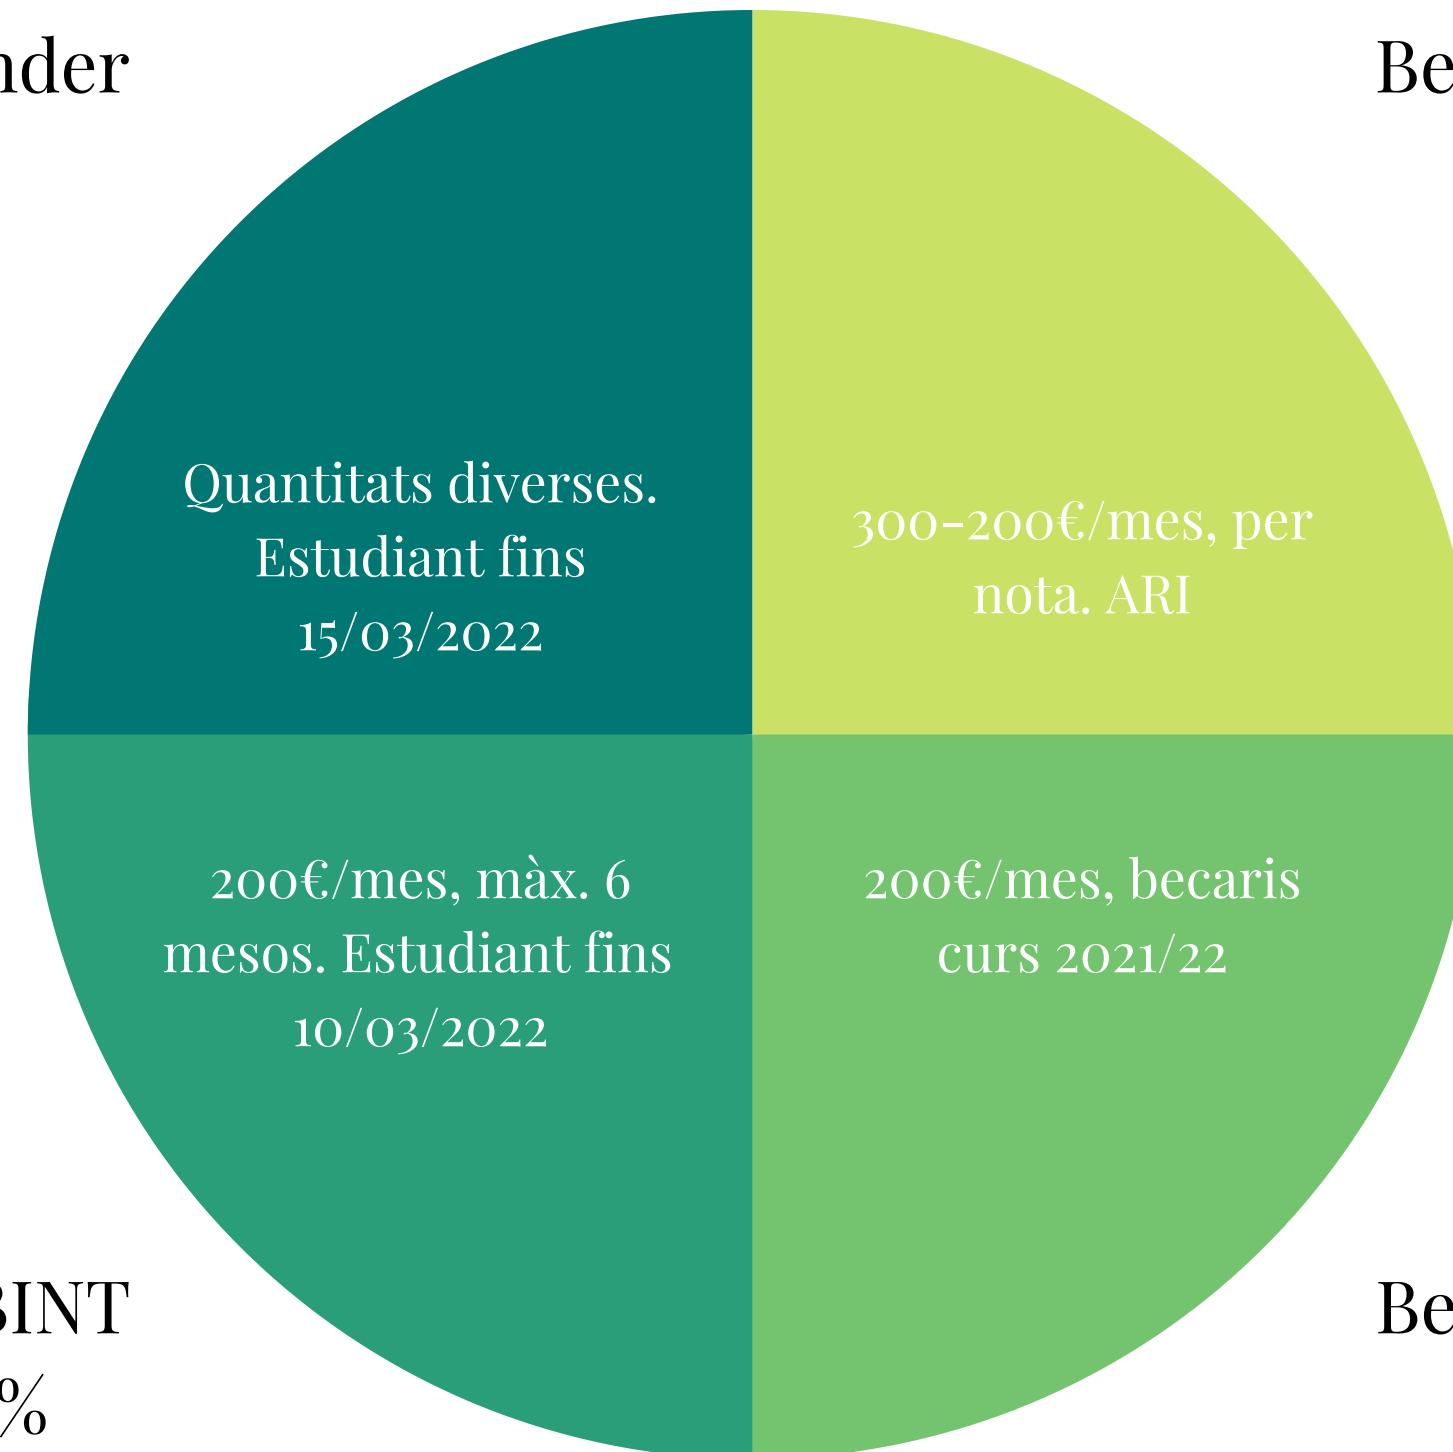 nder
Be
Quantitats diverses.
Estudiant fins
15/03/2022
300-200€/mes, per
nota. ARI
200€/mes, màx. 6
mesos. Estudiant fins
10/03/2022
200€/mes, becaris
curs 2021/22
BINT
%
Be